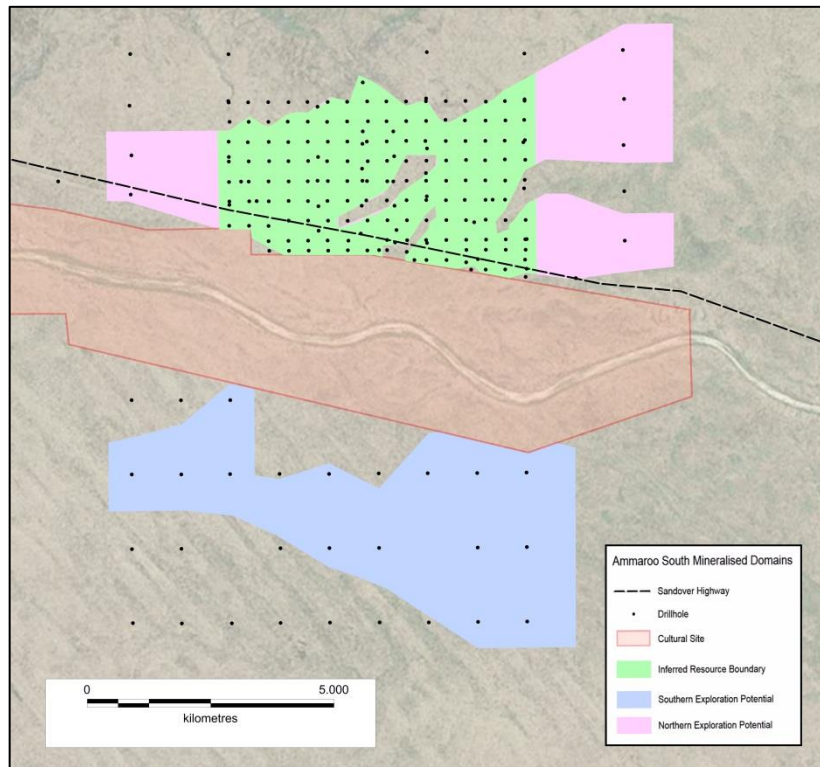 Ammaroo South Mineralised Domains
Sandover Highway
Drillhole
Cultural Site
Inferred Resource Boundary
Southern Exploration Potential
Northern Exploration Potential
0 5.000
kilometres